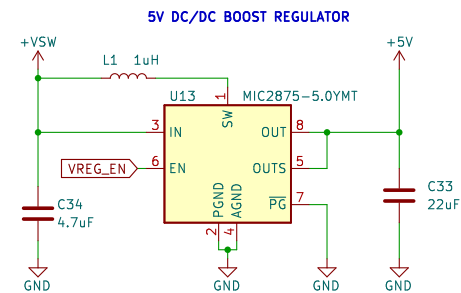 5V DC/DC BOOST REGULATOR
+VSW
+5V
L1 1uH
U13
MIC2875-5.0YMT
1
SW
3 IN
OUT 8
VREG_EN
6 EN
OUTS 5
PGND
AGND
PG 7
2
4
C34
4.7uF
C33
22uF
GND
GND
GND
GND